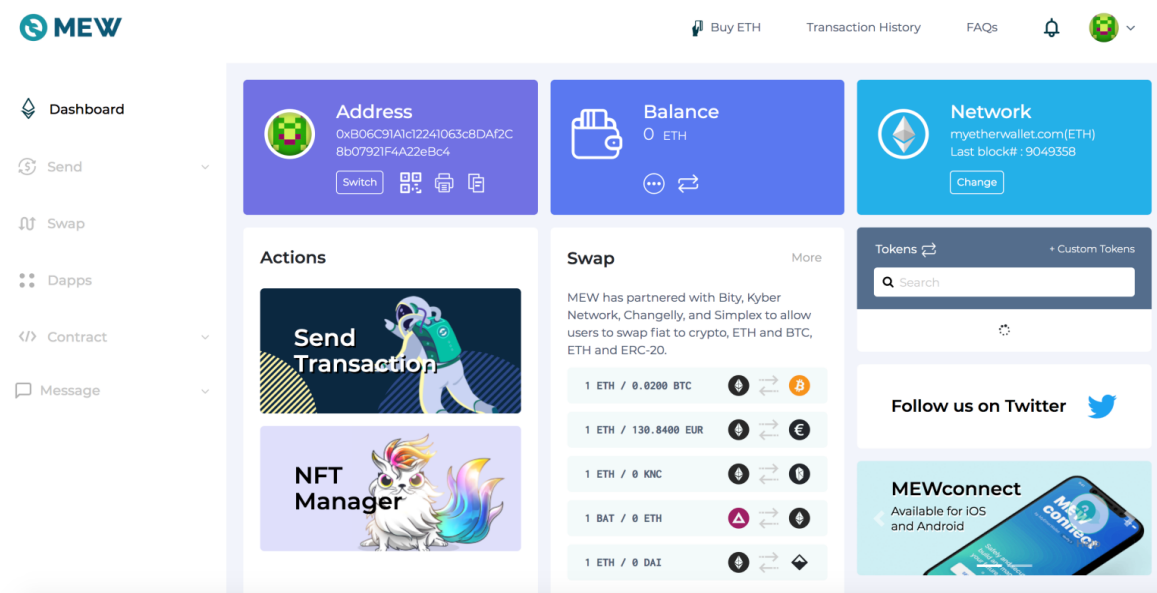 MEW
Buy ETH
Transaction History
FAQs
Dashboard
Send
Swap
Dapps
Contract
Message
Address
0xB06C91A1c12241063c8DAf2C
8b07921F4A22eBc4
Switch
Balance
0 ETH
Network
myetherwallet.com(ETH)
Last block# : 9049358
Change
Actions
Send
Transaction
NFT
Manager
Swap
More
MEW has partnered with Bity, Kyber
Network, Changelly, and Simplex to allow
users to swap fiat to crypto, ETH and BTC,
ETH and ERC-20.
1 ETH / 0.0200 BTC
1 ETH / 130.8400 EUR
1 ETH / 0 KNC
1 BAT / 0 ETH
1 ETH / 0 DAI
Tokens
+ Custom Tokens
Search
Follow us on Twitter
MEWconnect
Available for iOS
and Android
MEW
connect